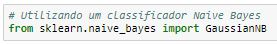 # Utilizando um classificador Naive Bayes
from sklearn.naive_bayes import GaussianNB